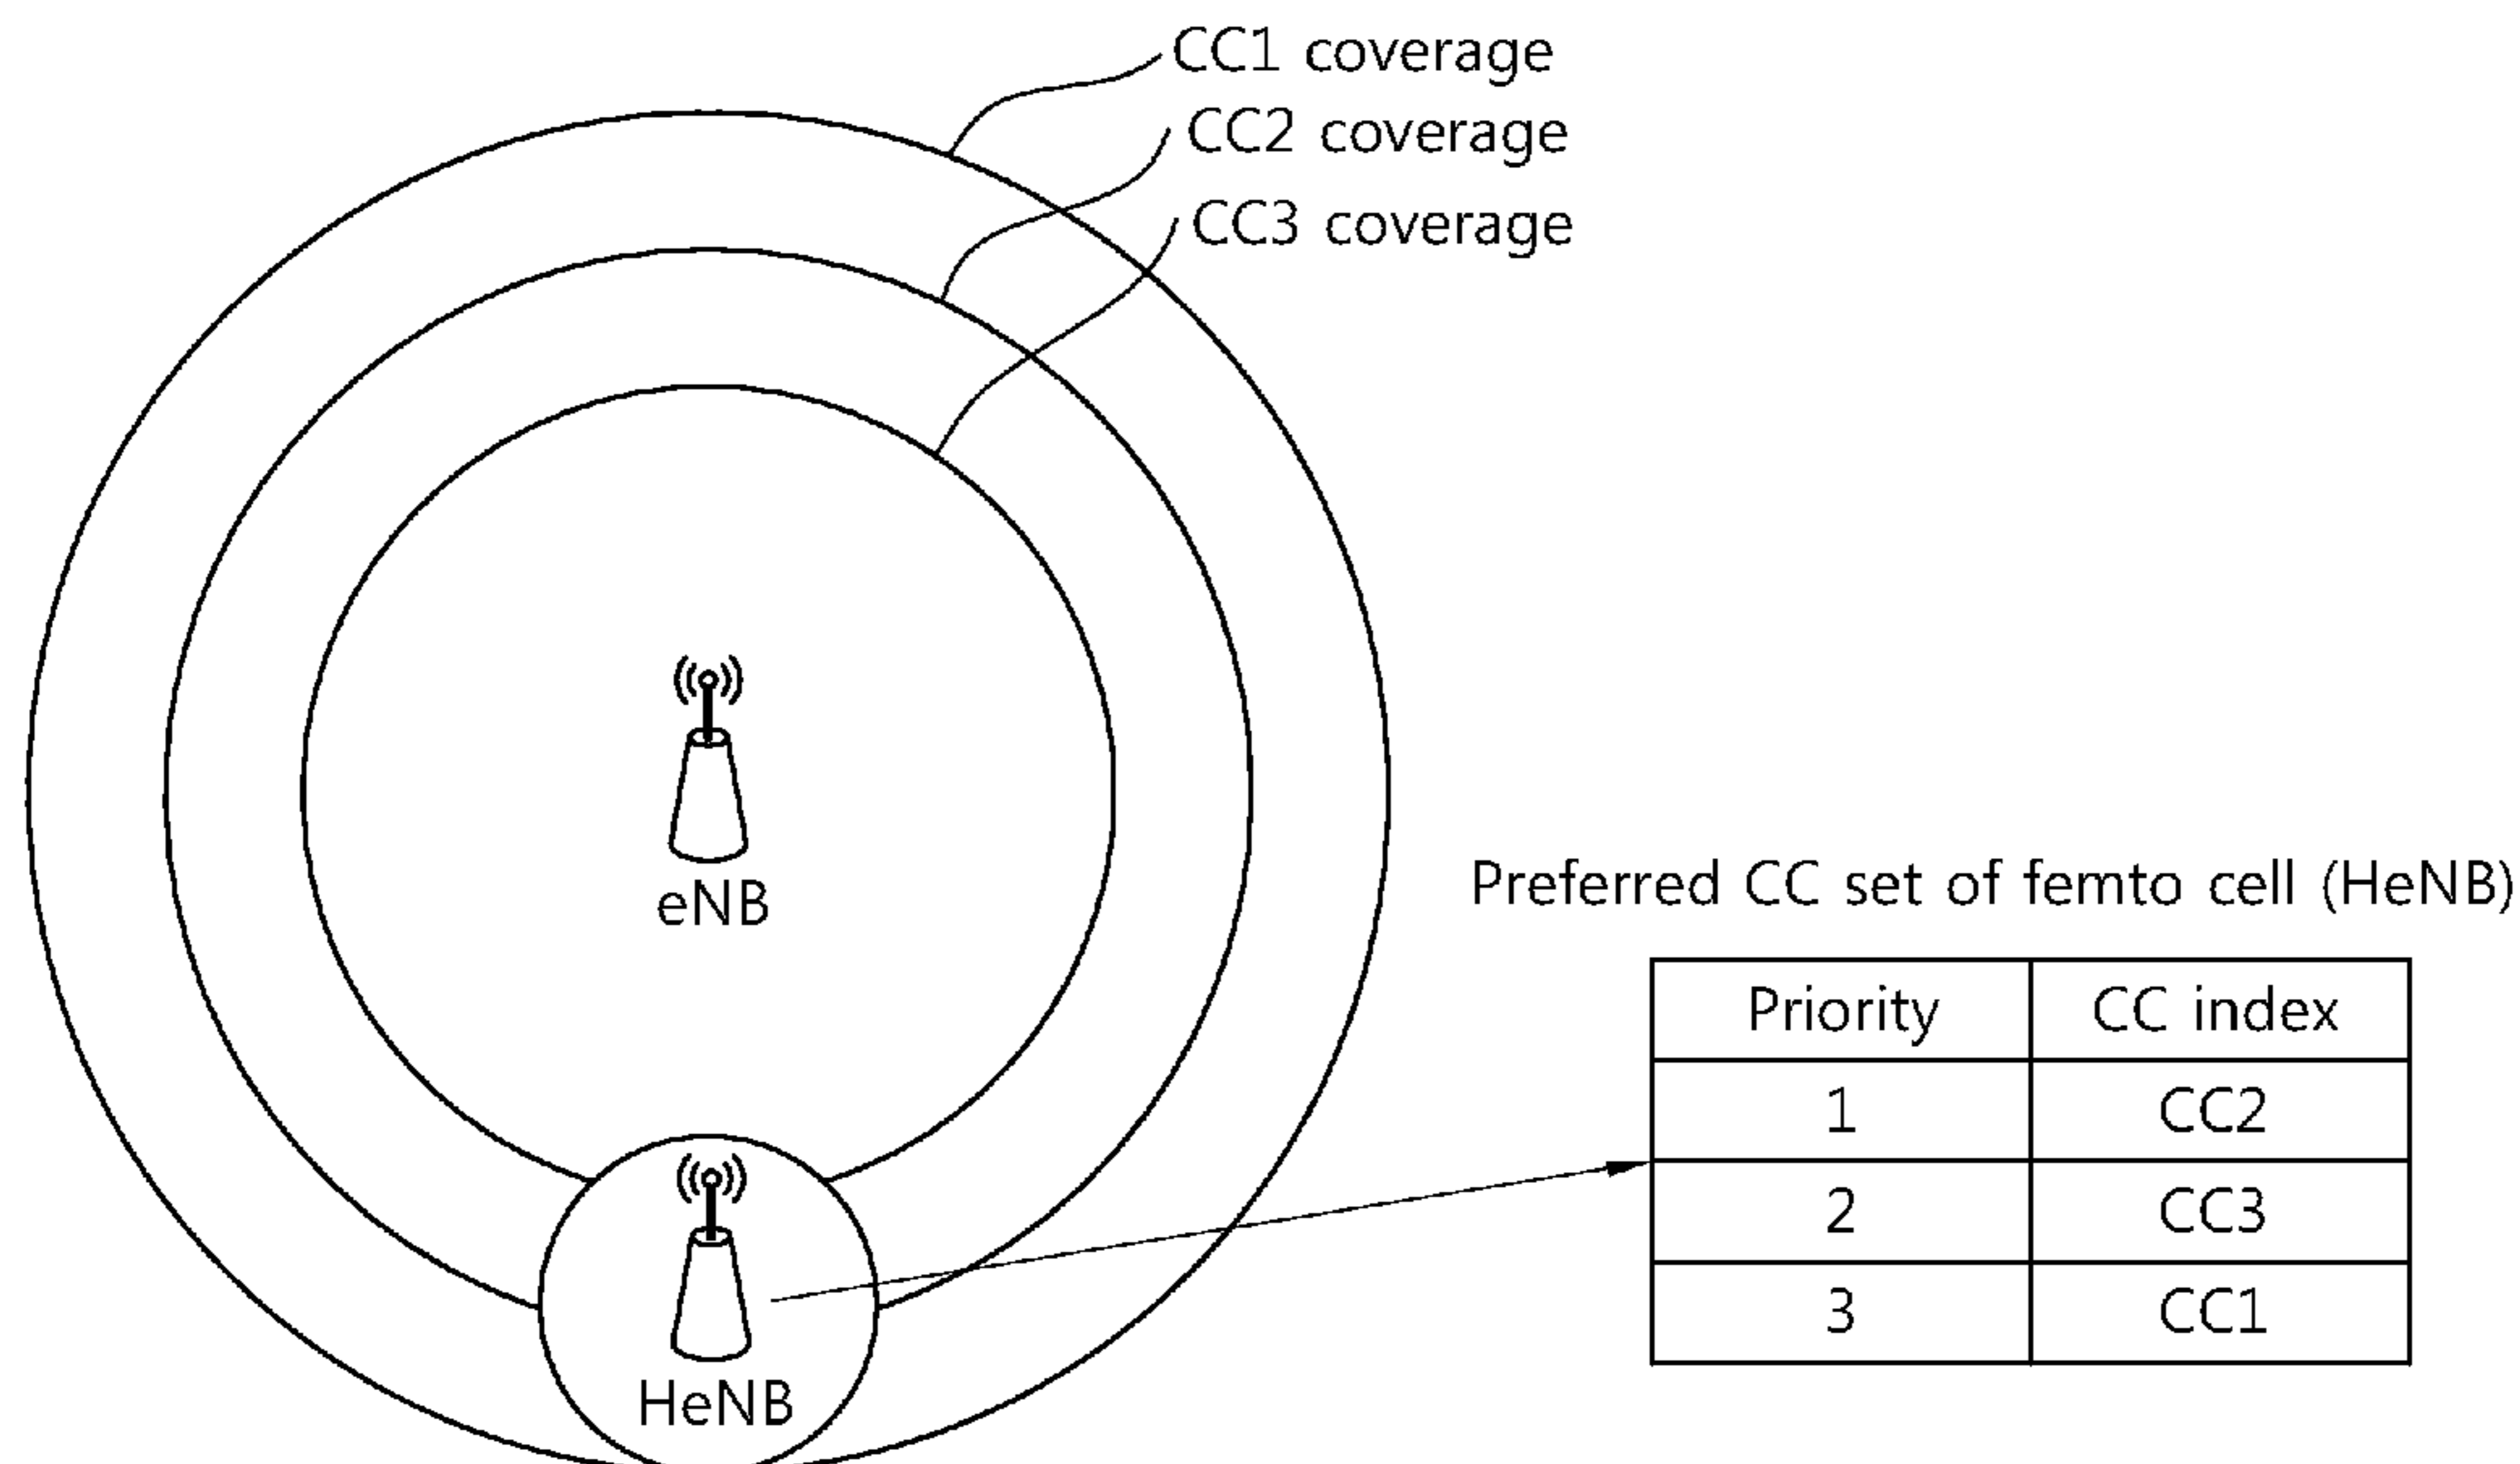 CC1 coverage
CC2 coverage
CC3 coverage
eNB
Preferred CC set of femto cell (HeNB)
Priority CC index
1 CC2
2 CC3
3 CC1
HeNB